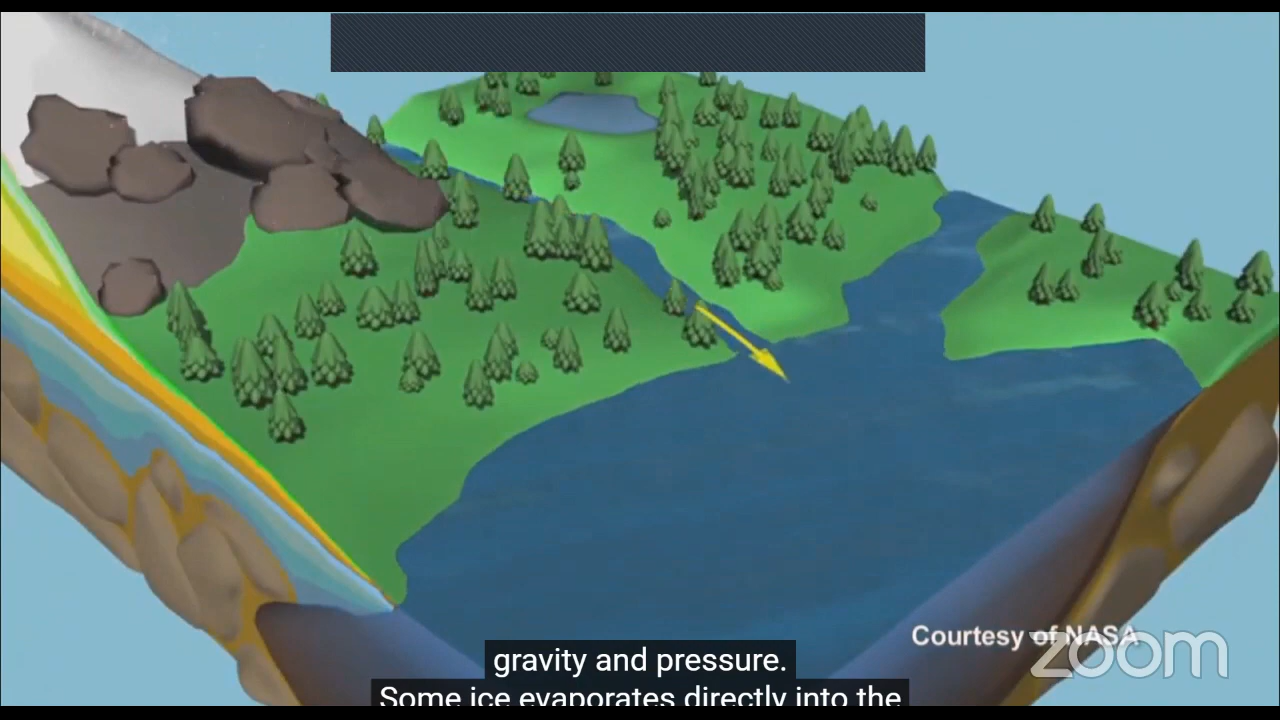 Courtesy of NASA
zoom
gravity and pressure.
Some ice evaporates directly into the